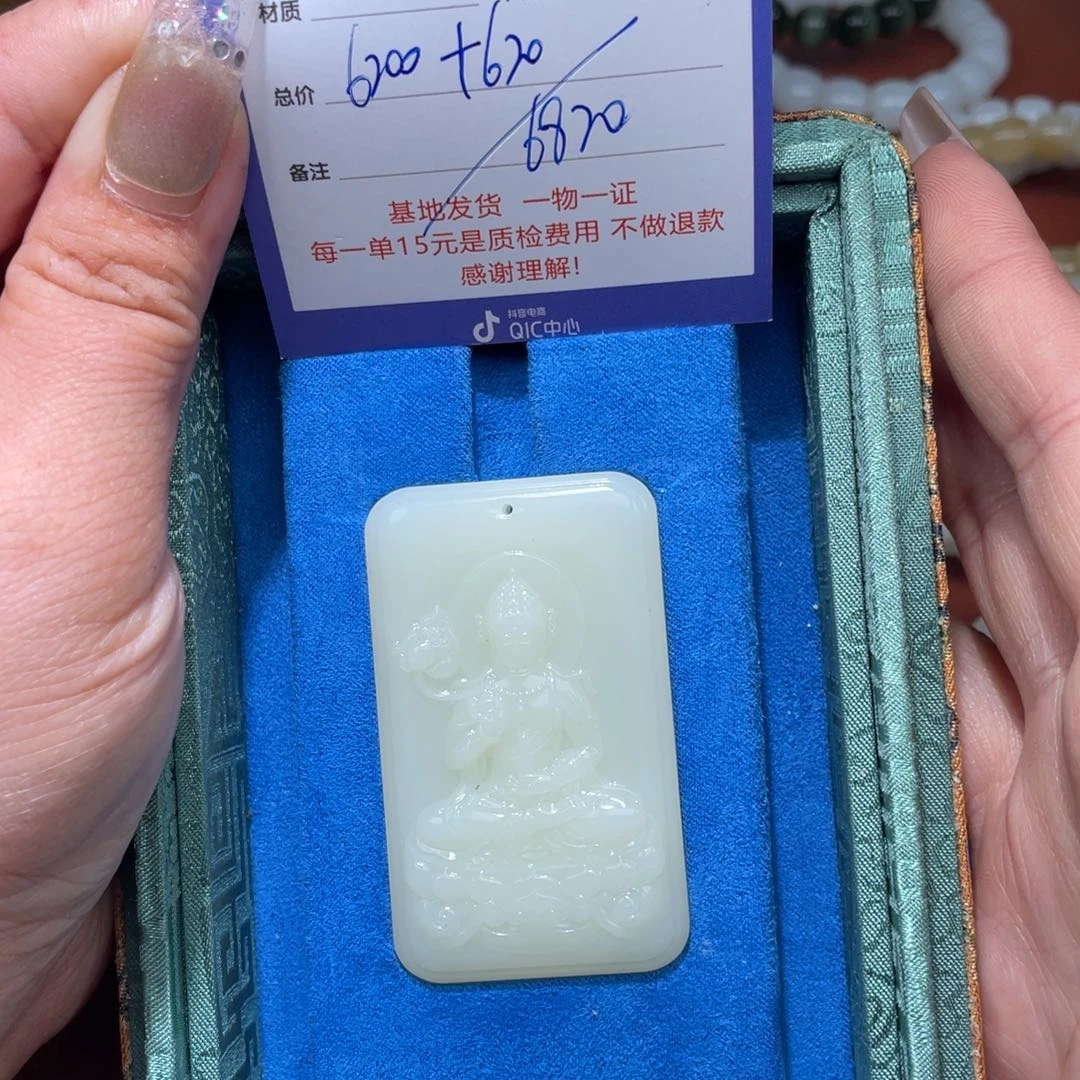 材质
总价 6200+620
6820
备注
基地发货 一物一证
每一单15元是质检费用 不做退款
感谢理解!
抖音电商
QIC中心